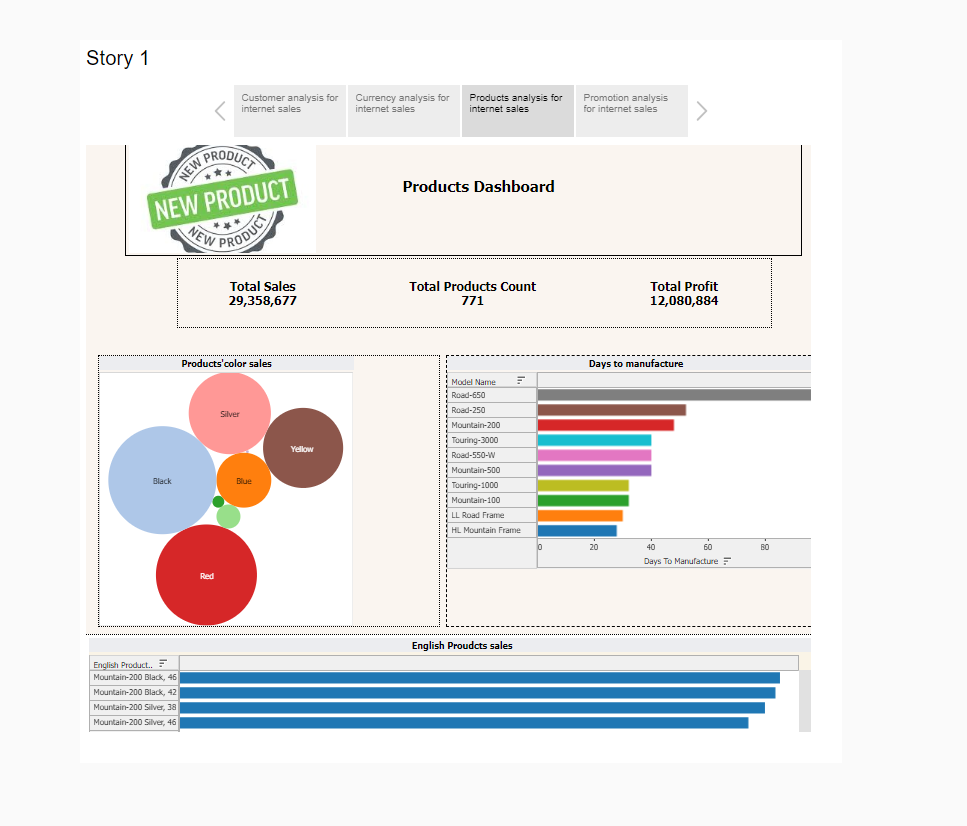 Story 1
Customer analysis for
internet sales
Currency analysis for
internet sales
Products analysis for
internet sales
Promotion analysis
for internet sales
NEW PRODUCT
NEW PRODUCT
NEW PRODUCT
Products Dashboard
Total Sales
29,358,677
Total Products Count
771
Total Profit
12,080,884
Products'color sales
Silver
Yellow
Black
Blue
Red
Days to manufacture
Model Name
Road-650
Road-250
Mountain-200
Touring-3000
Road-550-W
Mountain-500
Touring-1000
Mountain-100
LL Road Frame
HL Mountain Frame
0 20 40 60 80
Days To Manufacture
English Proudcts sales
English Product..
Mountain-200 Black, 46
Mountain-200 Black, 42
Mountain-200 Silver, 38
Mountain-200 Silver, 46